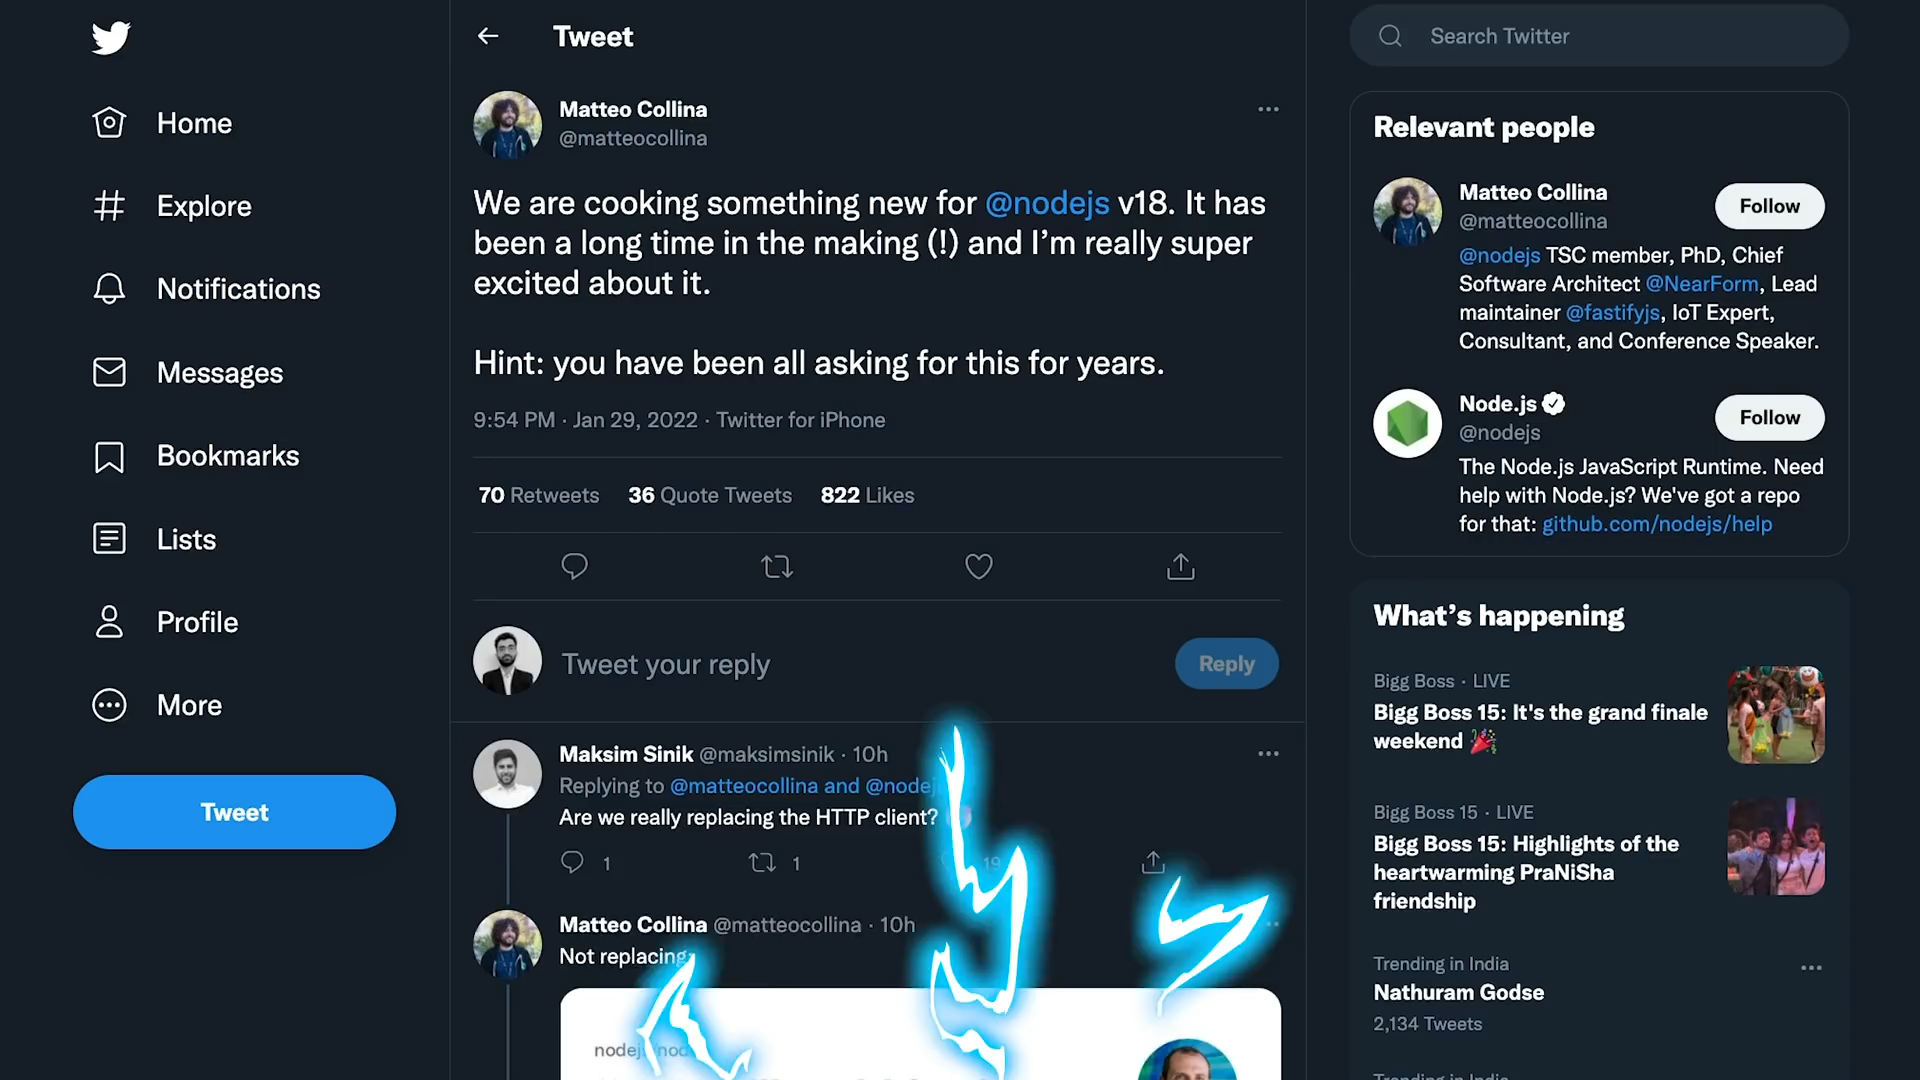 Home
Explore
Notifications
Messages
Bookmarks
Lists
Profile
More
Tweet
Tweet
Matteo Collina
@matteocollina
We are cooking something new for @nodejs v18. It has
been a long time in the making (!) and I’m really super
excited about it.
Hint: you have been all asking for this for years.
9:54 PM · Jan 29, 2022 · Twitter for iPhone
70 Retweets 36 Quote Tweets 822 Likes
Tweet your reply
Reply
Maksim Sinik @maksimsinik · 10h
Replying to @matteocollina and
Are we really replacing the HTTP client?
1 1 19
Matteo Collina @matteocollina · 10h
Not replacing
Search Twitter
Relevant people
Matteo Collina
@matteocollina
Follow
@nodejs TSC member, PhD, Chief
Software Architect @NearForm, Lead
maintainer @fastifyjs, IoT Expert,
Consultant, and Conference Speaker.
Node.js
@nodejs
Follow
The Node.js JavaScript Runtime. Need
help with Node.js? We've got a repo
for that: github.com/nodejs/help
What’s happening
Bigg Boss · LIVE
Bigg Boss 15: It's the grand finale
weekend 🎉
Bigg Boss 15 · LIVE
Bigg Boss 15: Highlights of the
heartwarming PraNiSha
friendship
Trending in India
Nathuram Godse
2,134 Tweets
Trending in India